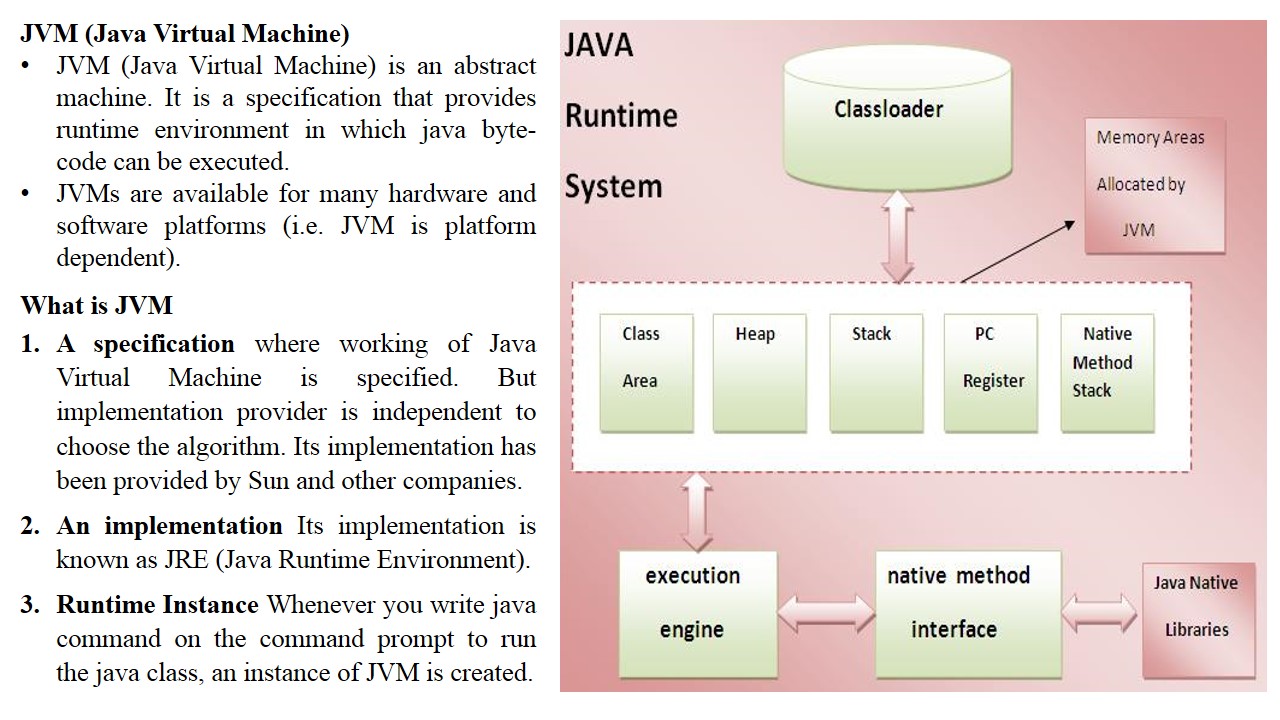 JVM (Java Virtual Machine)
• JVM (Java Virtual Machine) is an abstract
machine. It is a specification that provides
runtime environment in which java byte-
code can be executed.
• JVMs are available for many hardware and
software platforms (i.e. JVM is platform
dependent).
What is JVM
1. A specification where working of Java
Virtual Machine is specified. But
implementation provider is independent to
choose the algorithm. Its implementation has
been provided by Sun and other companies.
2. An implementation Its implementation is
known as JRE (Java Runtime Environment).
3. Runtime Instance Whenever you write java
command on the command prompt to run
the java class, an instance of JVM is created.
JAVA
Runtime
System
Classloader
Memory Areas
Allocated by
JVM
Class
Area
Heap
Stack
PC
Register
Native
Method
Stack
execution
engine
native method
interface
Java Native
Libraries